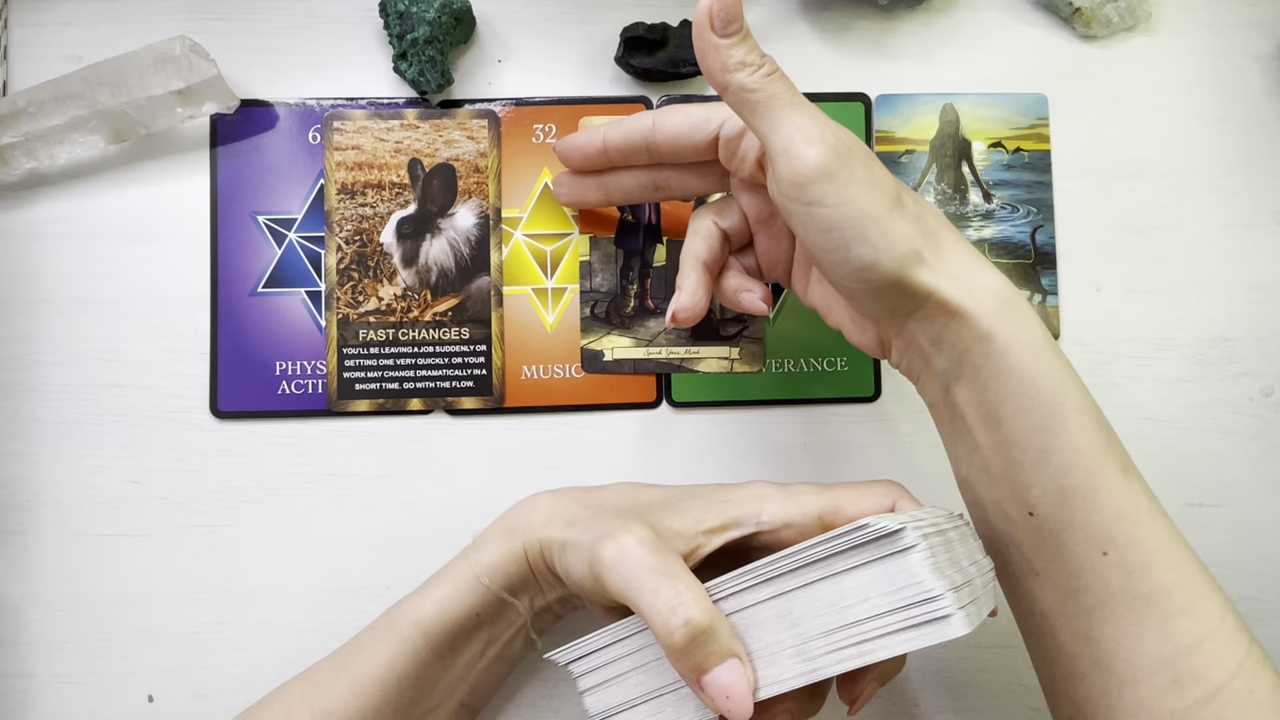 6
32
FAST CHANGES
YOU'LL BE LEAVING A JOB SUDDENLY OR
GETTING ONE VERY QUICKLY. OR YOUR
WORK MAY CHANGE DRAMATICALLY IN A
SHORT TIME. GO WITH THE FLOW.
PHYS
ACTI
MUSIC
Speak Your Mind
VERANCE